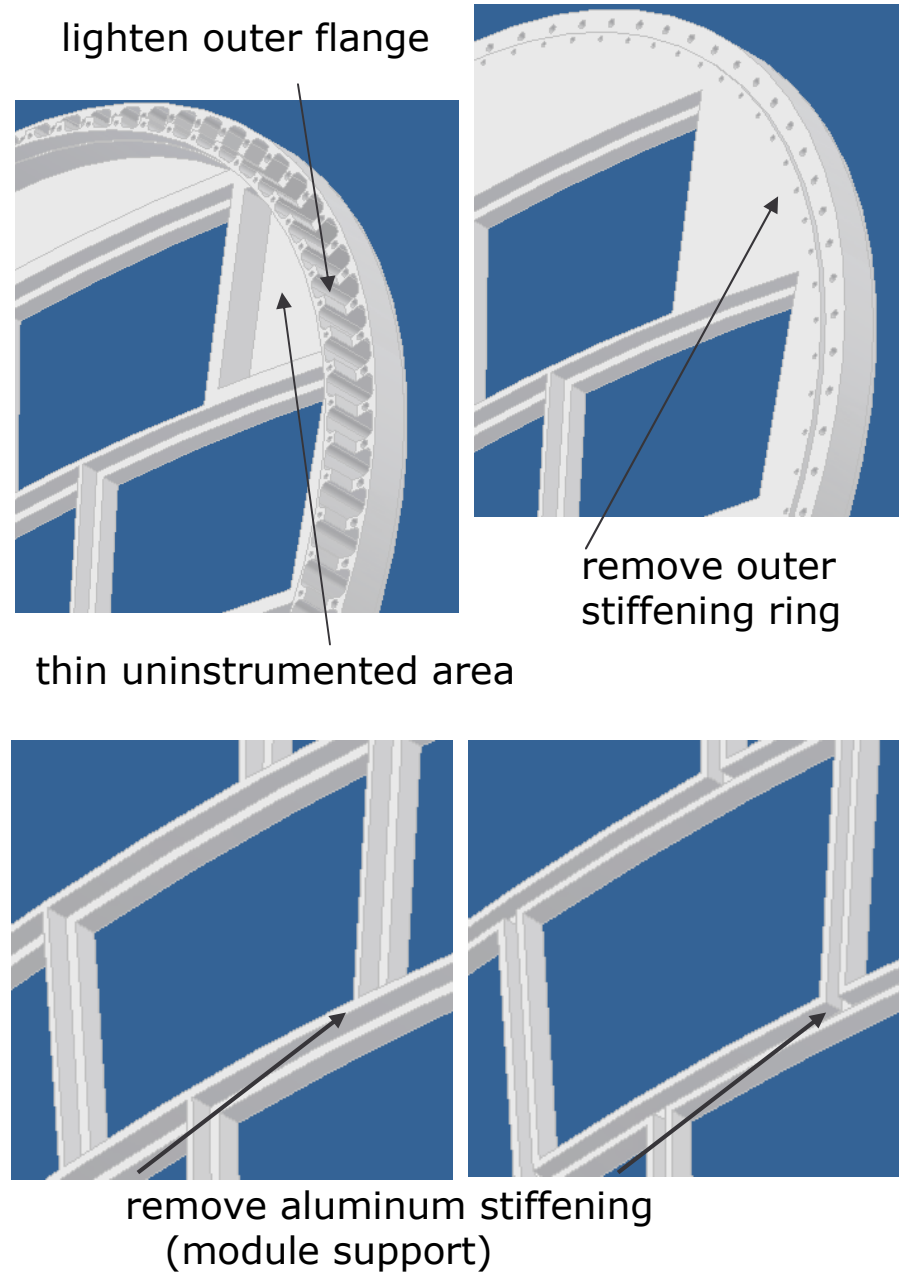 lighten outer flange
remove outer
stiffening ring
thin uninstrumented area
remove aluminum stiffening
(module support)